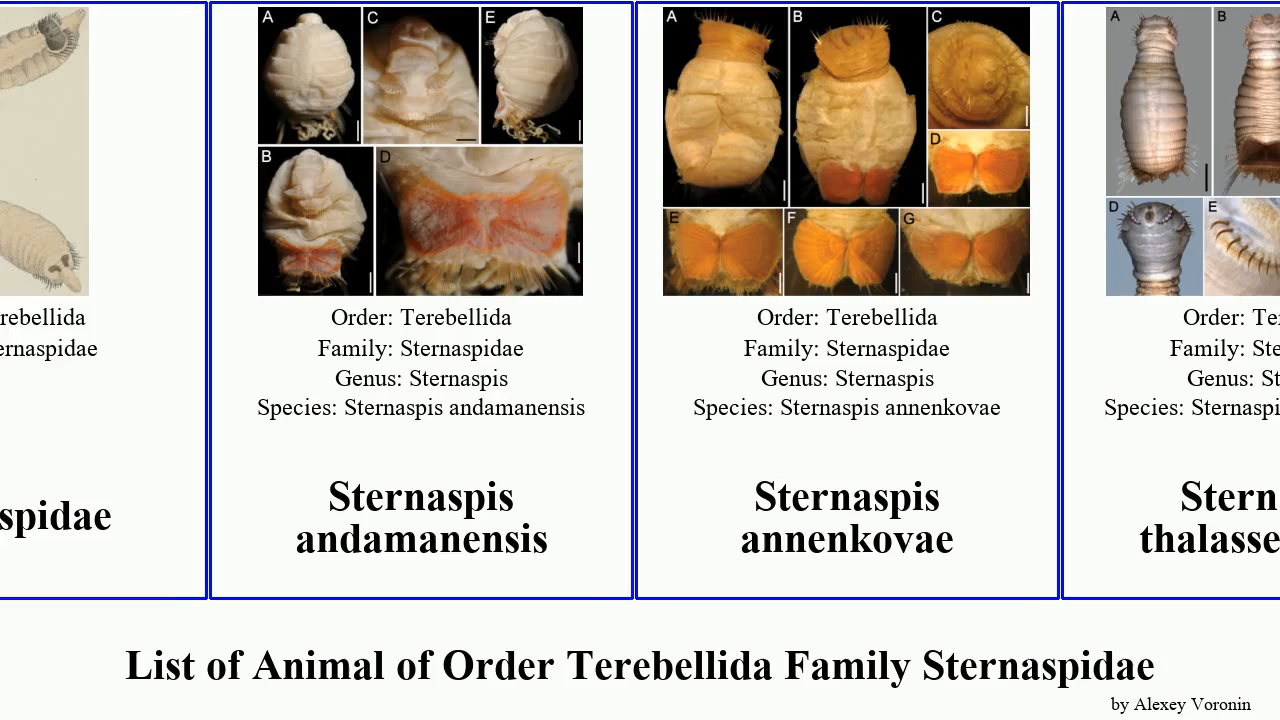 A
C
E
B
D
A
B
C
D
E
F
G
A
B
D
E
rebellida
ernaspidae
spidae
Order: Terebellida
Family: Sternaspidae
Genus: Sternaspis
Species: Sternaspis andamanensis
Sternaspis
andamanensis
Order: Terebellida
Family: Sternaspidae
Genus: Sternaspis
Species: Sternaspis annenkovae
Sternaspis
annenkovae
Order: Te
Family: Ste
Genus: St
Species: Sternaspi
Stern
thalasse
List of Animal of Order Terebellida Family Sternaspidae
by Alexey Voronin